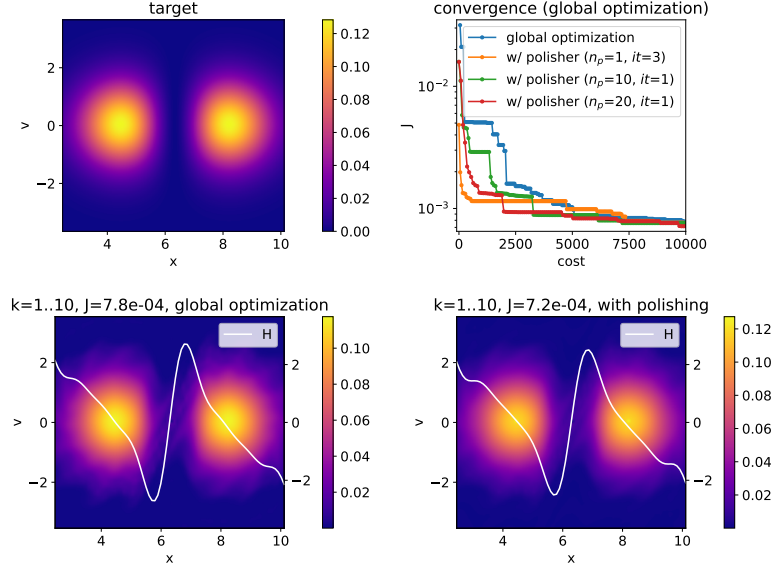 target
v
2
0
−2
4
6
8
10
x
0.12
0.10
0.08
0.06
0.04
0.02
0.00
convergence (global optimization)
J
10⁻²
10⁻³
global optimization
w/ polisher (nₚ=1, it=3)
w/ polisher (nₚ=10, it=1)
w/ polisher (nₚ=20, it=1)
0
2500
5000
7500
10000
cost
k=1..10, J=7.8e-04, global optimization
H
v
2
0
−2
4
6
8
10
x
2
0
−2
0.10
0.08
0.06
0.04
0.02
k=1..10, J=7.2e-04, with polishing
H
v
2
0
−2
4
6
8
10
x
2
0
−2
0.12
0.10
0.08
0.06
0.04
0.02